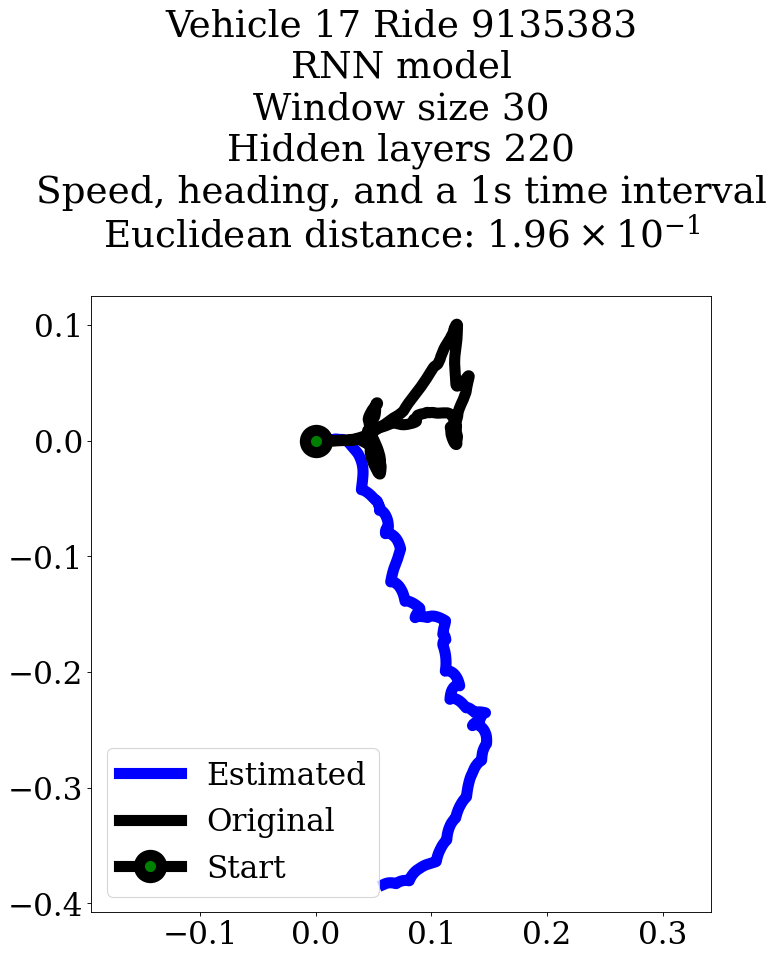 Vehicle 17 Ride 9135383
RNN model
Window size 30
Hidden layers 220
Speed, heading, and a 1s time interval
Euclidean distance: 1.96 × 10⁻¹
0.1
0.0
−0.1
−0.2
−0.3
−0.4
Estimated
Original
Start
−0.1 0.0 0.1 0.2 0.3